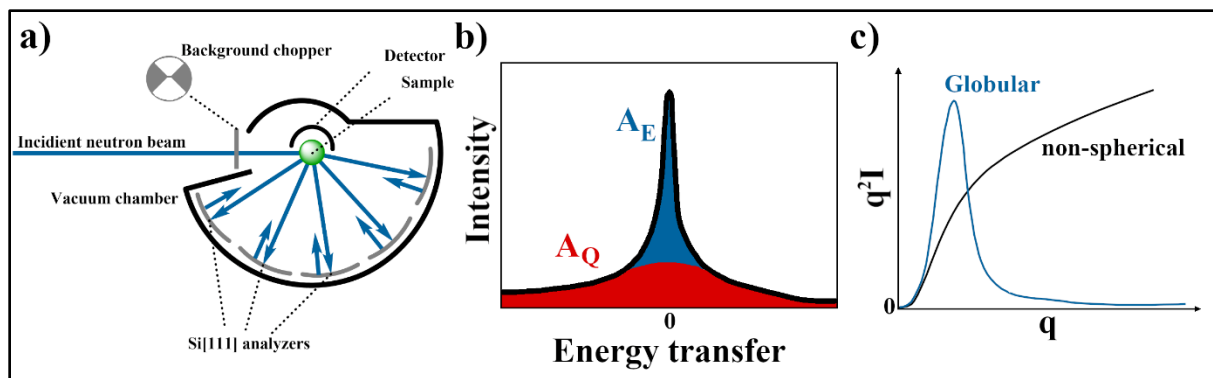 a)
Background chopper
Detector
Sample
Incidient neutron beam
Vacuum chamber
Si[111] analyzers
b)
Intensity
A_E
A_Q
0
Energy transfer
c)
q²I
Globular
non-spherical
0
q